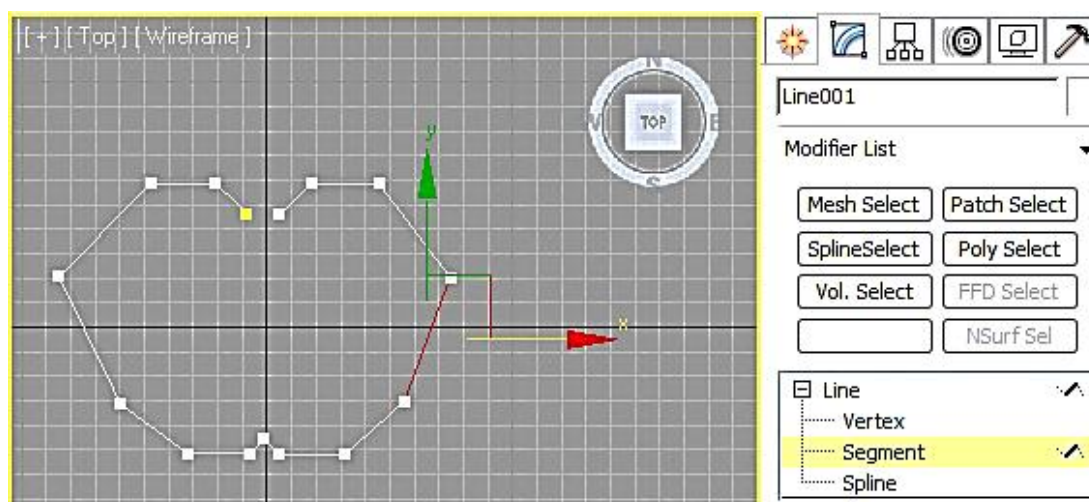 [ + ] [ Top ] [ Wireframe ]
N
E
S
TOP
y
x
Line001
Modifier List
Mesh Select
Patch Select
SplineSelect
Poly Select
Vol. Select
FFD Select
NSurf Sel
Line
Vertex
Segment
Spline